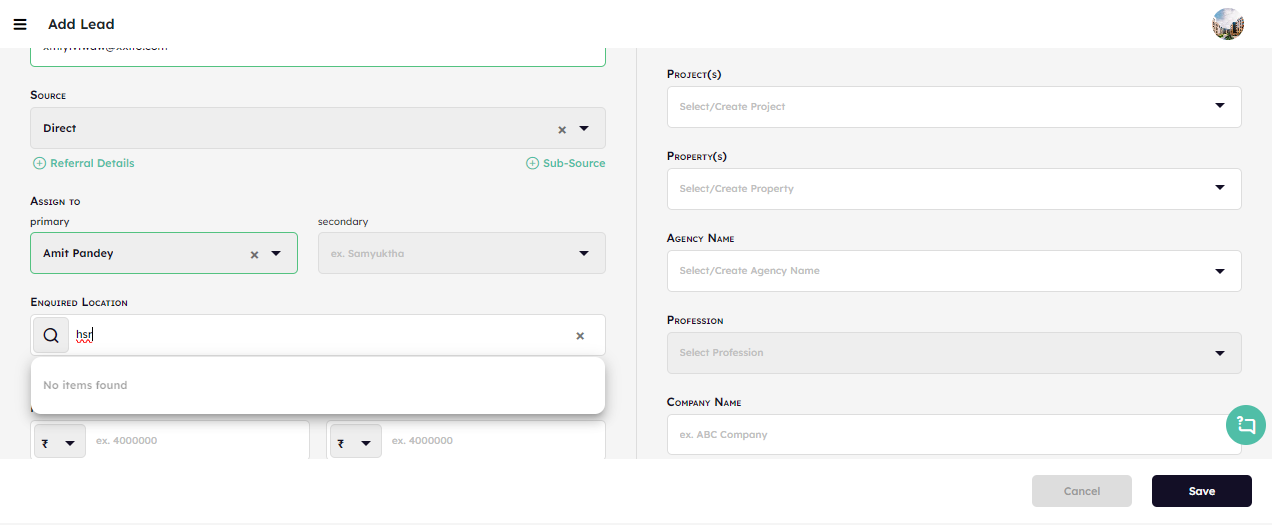 Add Lead
Source
Direct
Referral Details
Sub-Source
Assign to
primary
secondary
Amit Pandey
ex. Samyuktha
Enquired Location
hsr
No items found
₹
ex. 4000000
₹
ex. 4000000
Project(s)
Select/Create Project
Property(s)
Select/Create Property
Agency Name
Select/Create Agency Name
Profession
Select Profession
Company Name
ex. ABC Company
Cancel
Save